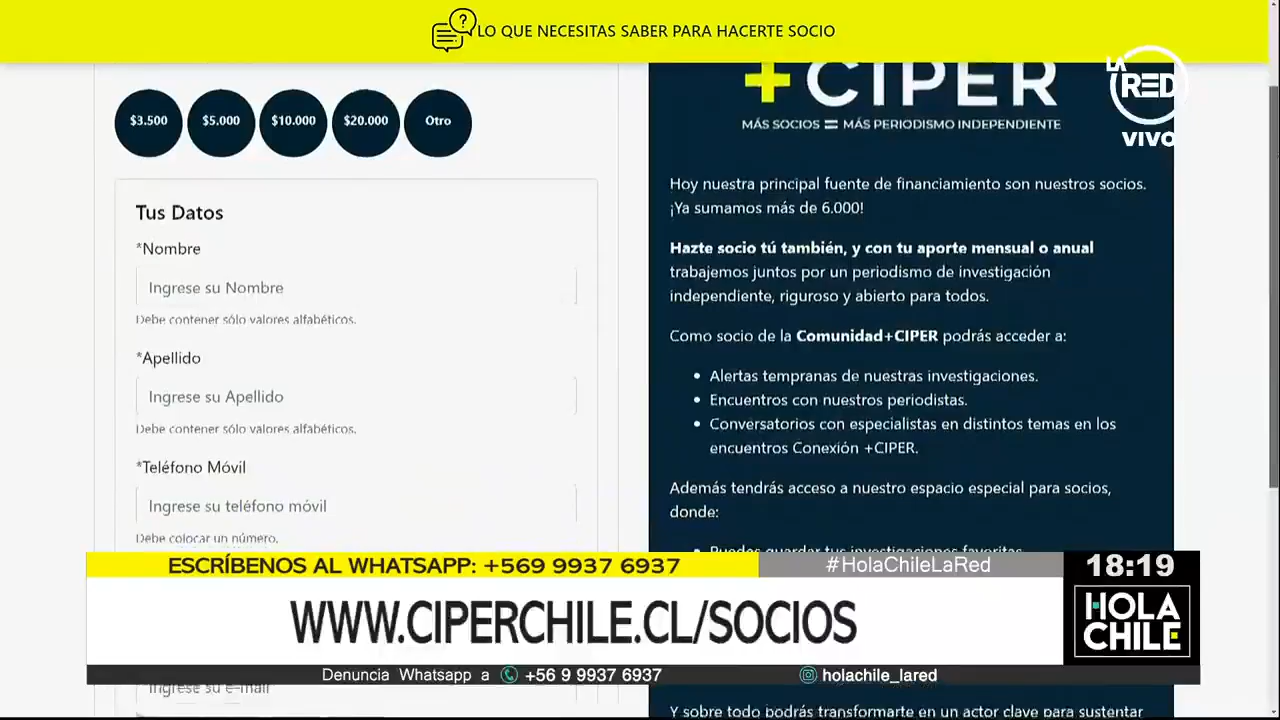 LO QUE NECESITAS SABER PARA HACERTE SOCIO
LA
RED
VIVO
$3.500
$5.000
$10.000
$20.000
Otro
Tus Datos
*Nombre
Ingrese su Nombre
Debe contener sólo valores alfabéticos.
*Apellido
Ingrese su Apellido
Debe contener sólo valores alfabéticos.
*Teléfono Móvil
Ingrese su teléfono móvil
Debe colocar un número.
Ingrese su e-mail
+CIPER
MÁS SOCIOS = MÁS PERIODISMO INDEPENDIENTE
Hoy nuestra principal fuente de financiamiento son nuestros socios.
¡Ya sumamos más de 6.000!
Hazte socio tú también, y con tu aporte mensual o anual
trabajemos juntos por un periodismo de investigación
independiente, riguroso y abierto para todos.
Como socio de la Comunidad+CIPER podrás acceder a:
• Alertas tempranas de nuestras investigaciones.
• Encuentros con nuestros periodistas.
• Conversatorios con especialistas en distintos temas en los
encuentros Conexión +CIPER.
Además tendrás acceso a nuestro espacio especial para socios,
donde:
• Puedes guardar tus investigaciones favoritas
Y sobre todo podrás transformarte en un actor clave para sustentar
ESCRÍBENOS AL WHATSAPP: +569 9937 6937
#HolaChileLaRed
18:19
WWW.CIPERCHILE.CL/SOCIOS
HOLA
CHILE
Denuncia Whatsapp a +56 9 9937 6937
holachile_lared